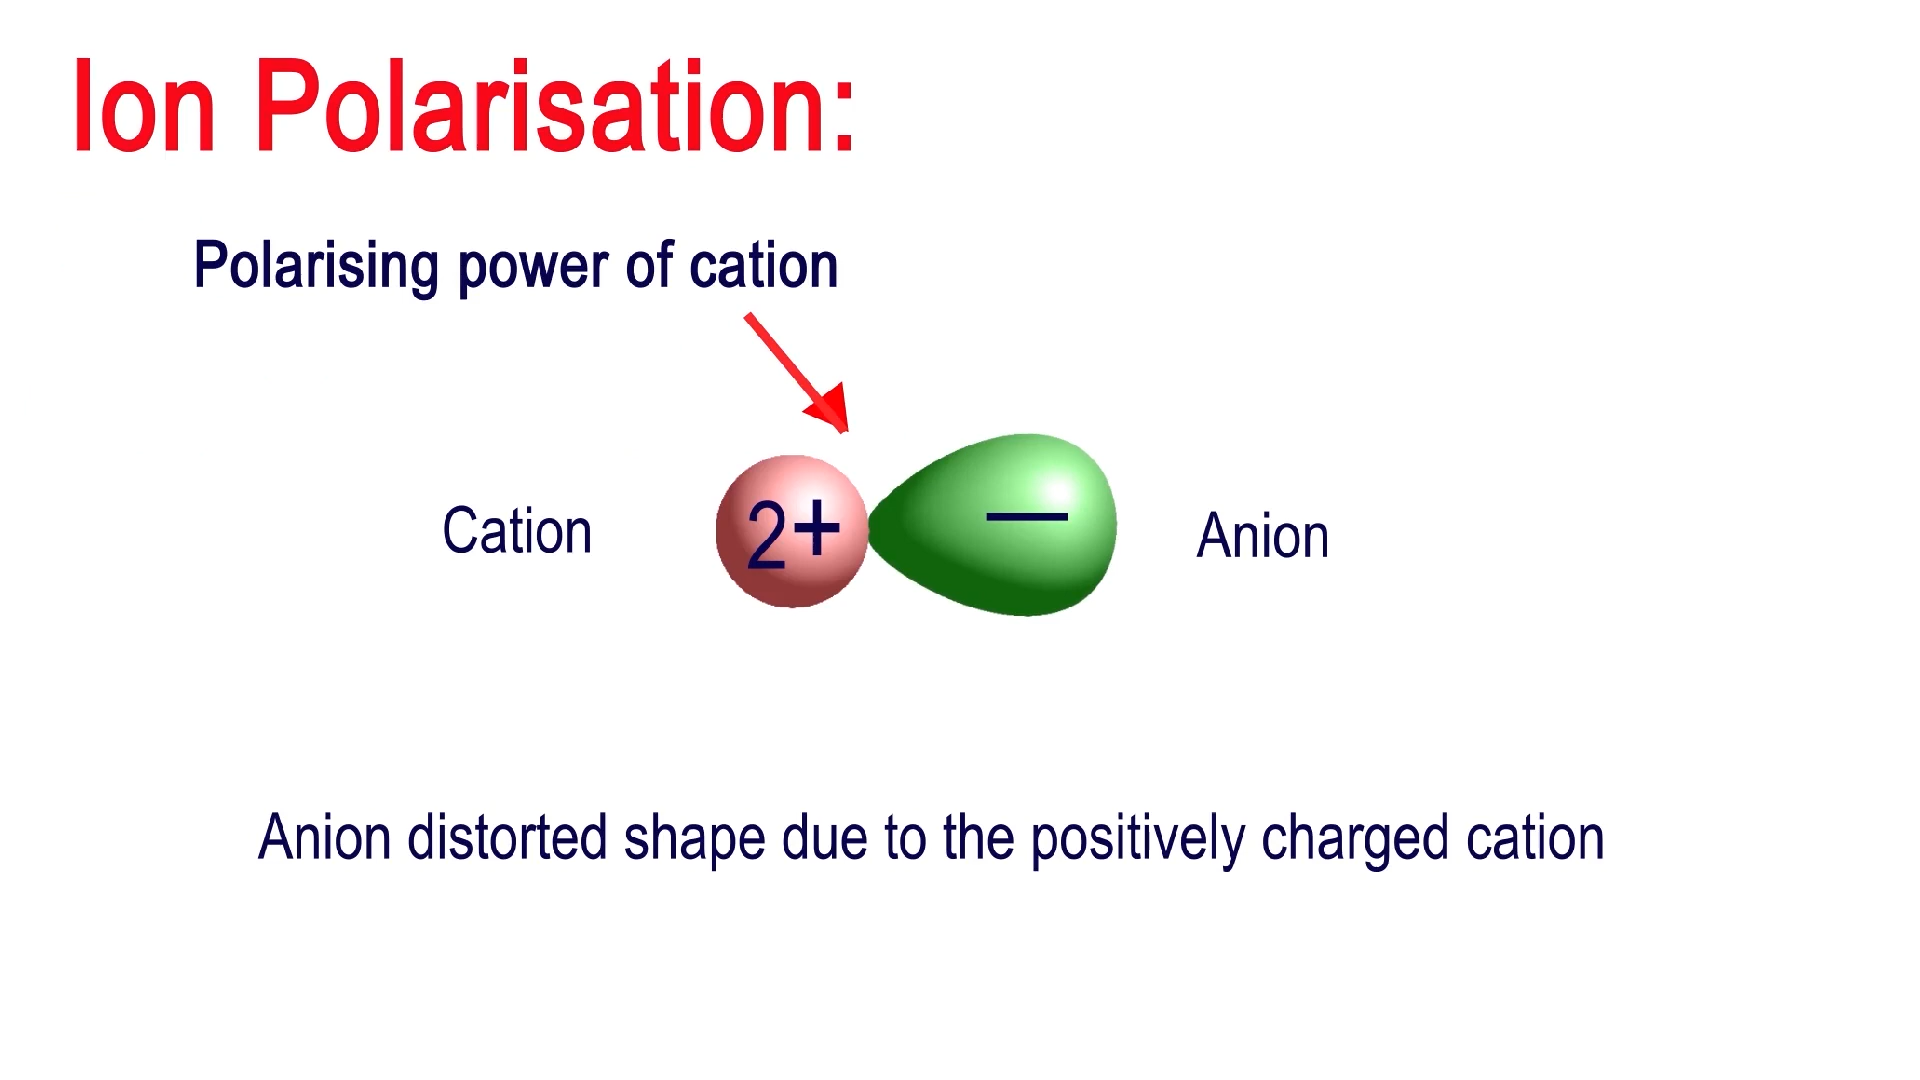 Ion Polarisation:
Polarising power of cation
Cation
2+
—
Anion
Anion distorted shape due to the positively charged cation